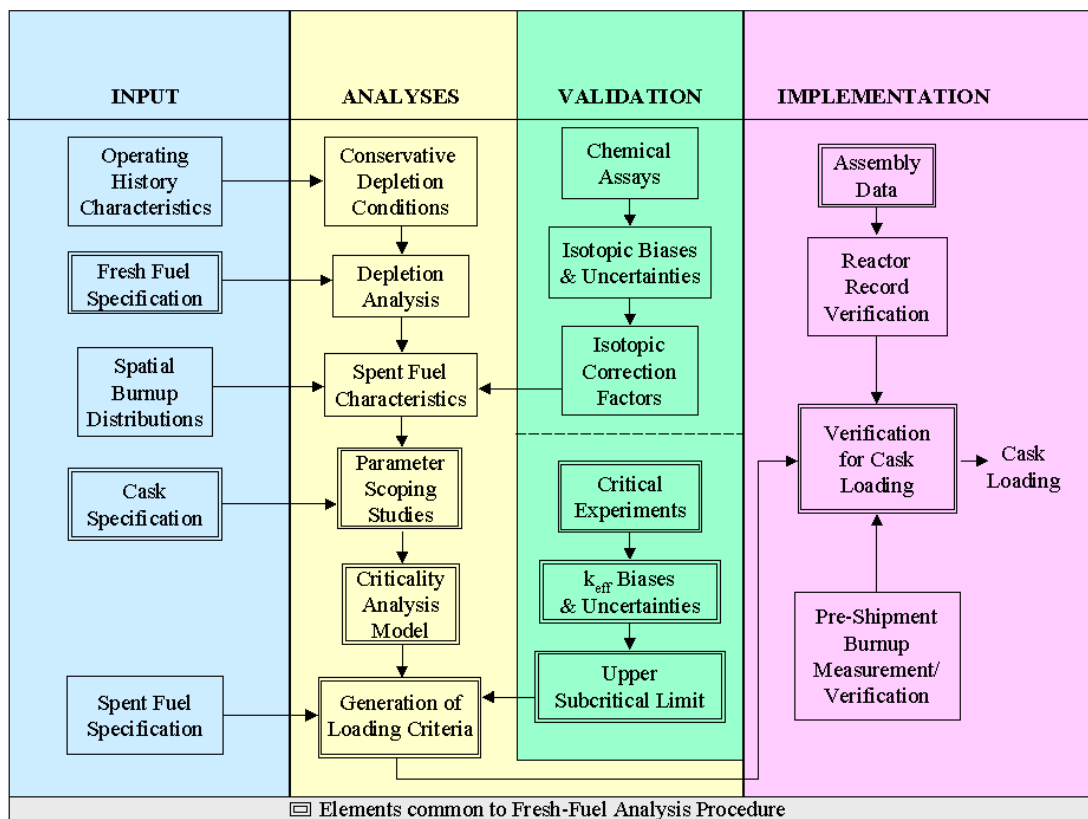 INPUT
Operating
History
Characteristics
Fresh Fuel
Specification
Spatial
Burnup
Distributions
Cask
Specification
Spent Fuel
Specification
ANALYSES
Conservative
Depletion
Conditions
Depletion
Analysis
Spent Fuel
Characteristics
Parameter
Scoping
Studies
Criticality
Analysis
Model
Generation of
Loading Criteria
VALIDATION
Chemical
Assays
Isotopic Biases
& Uncertainties
Isotopic
Correction
Factors
Critical
Experiments
keff Biases
& Uncertainties
Upper
Subcritical Limit
IMPLEMENTATION
Assembly
Data
Reactor
Record
Verification
Verification
for Cask
Loading
Cask
Loading
Pre-Shipment
Burnup
Measurement/
Verification
Elements common to Fresh-Fuel Analysis Procedure